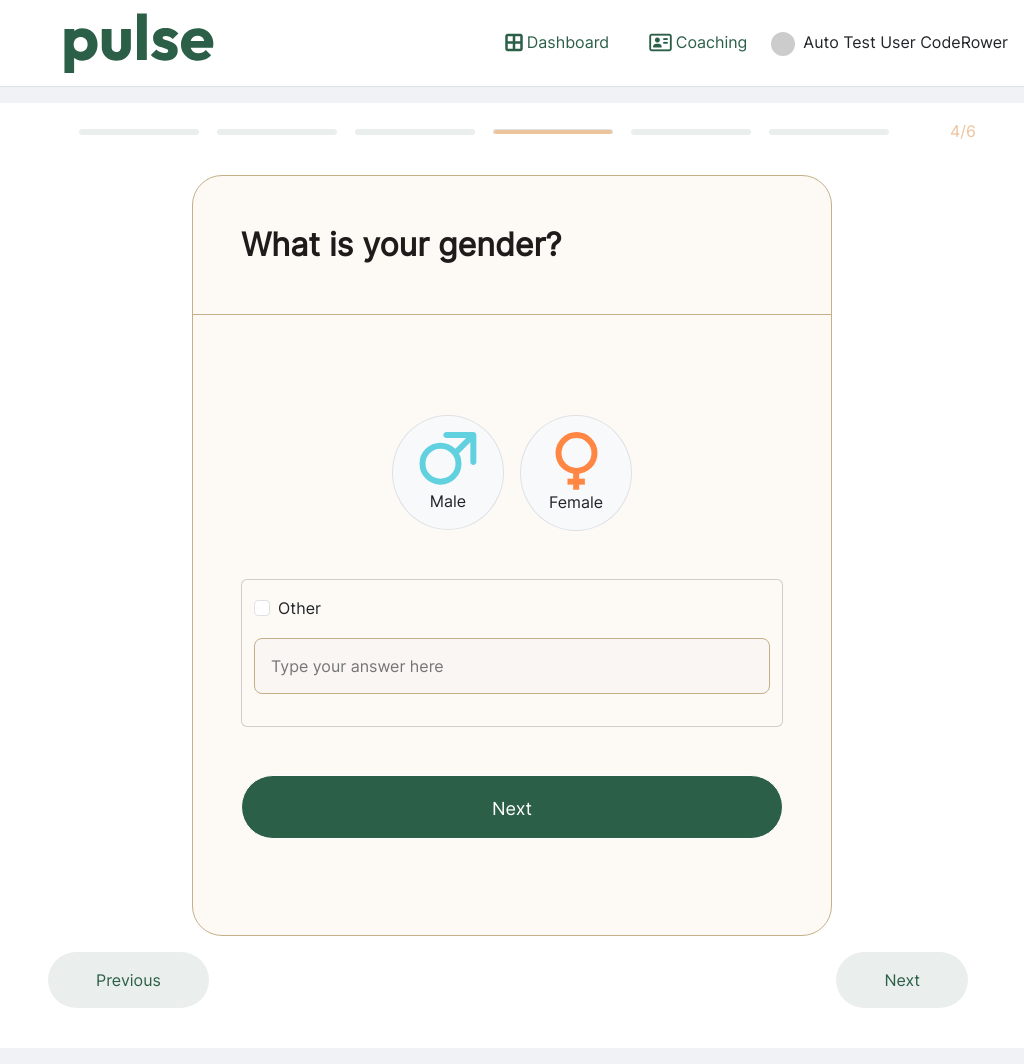 pulse
Dashboard
Coaching
Auto Test User CodeRower
4/6
What is your gender?
Male
Female
Other
Type your answer here
Next
Previous
Next